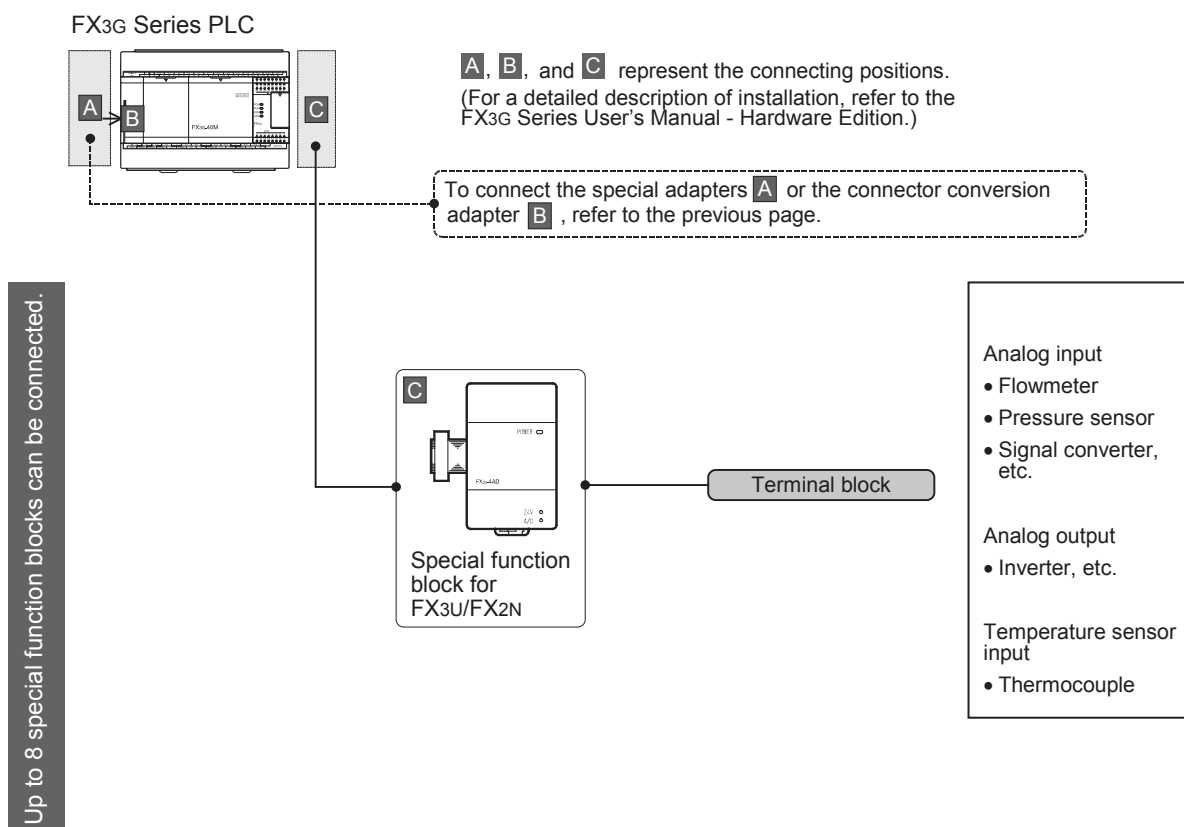 FX3G Series PLC
A
B
C
FX3G-40M
A, B, and C represent the connecting positions.
(For a detailed description of installation, refer to the
FX3G Series User's Manual - Hardware Edition.)
To connect the special adapters A or the connector conversion
adapter B , refer to the previous page.
Up to 8 special function blocks can be connected.
C
POWER
FX3U-4AD
24V
A/D
Special function
block for
FX3U/FX2N
Terminal block
Analog input
• Flowmeter
• Pressure sensor
• Signal converter,
etc.
Analog output
• Inverter, etc.
Temperature sensor
input
• Thermocouple